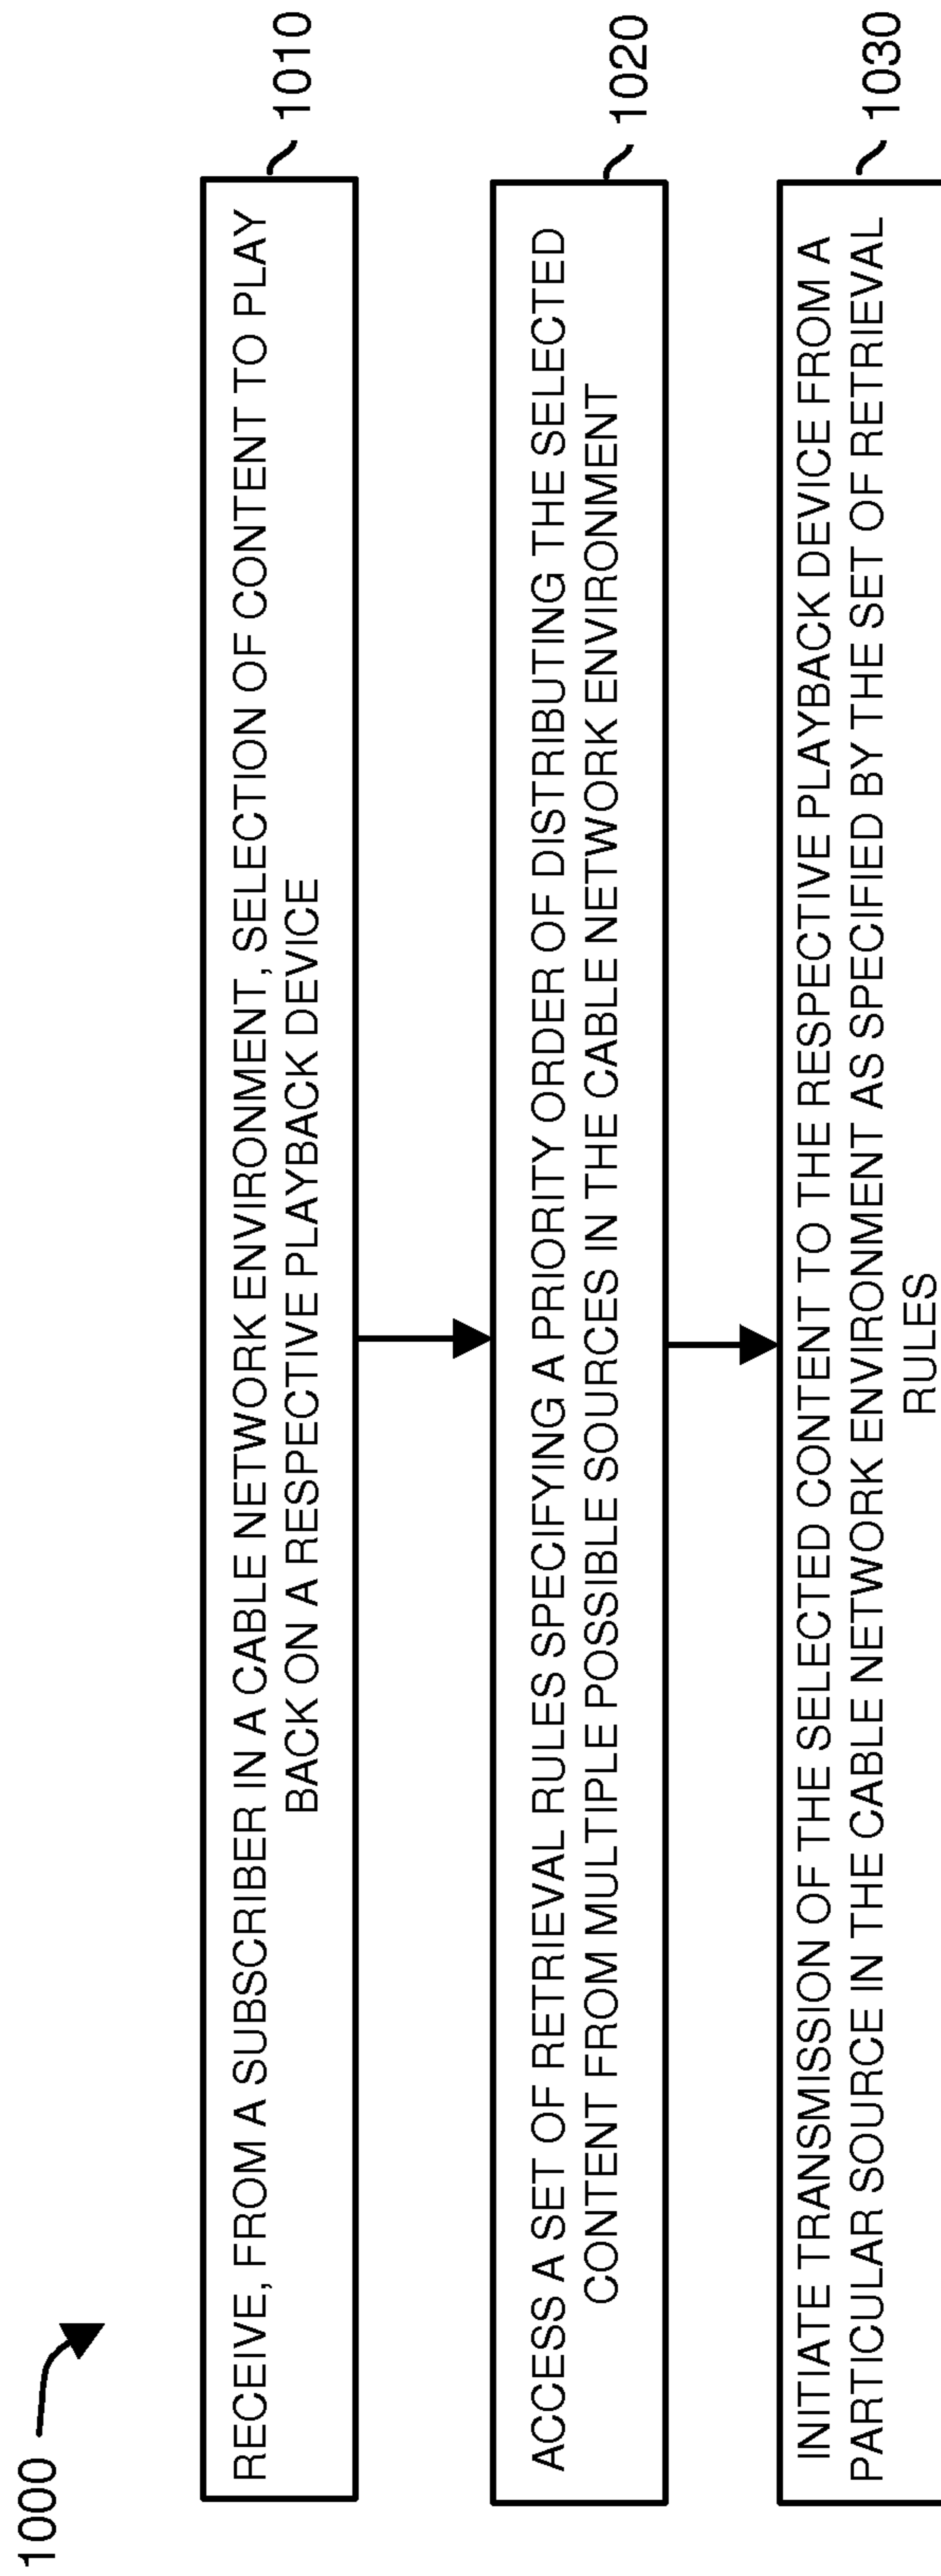 1000
RECEIVE, FROM A SUBSCRIBER IN A CABLE NETWORK ENVIRONMENT, SELECTION OF CONTENT TO PLAY
BACK ON A RESPECTIVE PLAYBACK DEVICE
1010
ACCESS A SET OF RETRIEVAL RULES SPECIFYING A PRIORITY ORDER OF DISTRIBUTING THE SELECTED
CONTENT FROM MULTIPLE POSSIBLE SOURCES IN THE CABLE NETWORK ENVIRONMENT
1020
INITIATE TRANSMISSION OF THE SELECTED CONTENT TO THE RESPECTIVE PLAYBACK DEVICE FROM A
PARTICULAR SOURCE IN THE CABLE NETWORK ENVIRONMENT AS SPECIFIED BY THE SET OF RETRIEVAL
RULES
1030